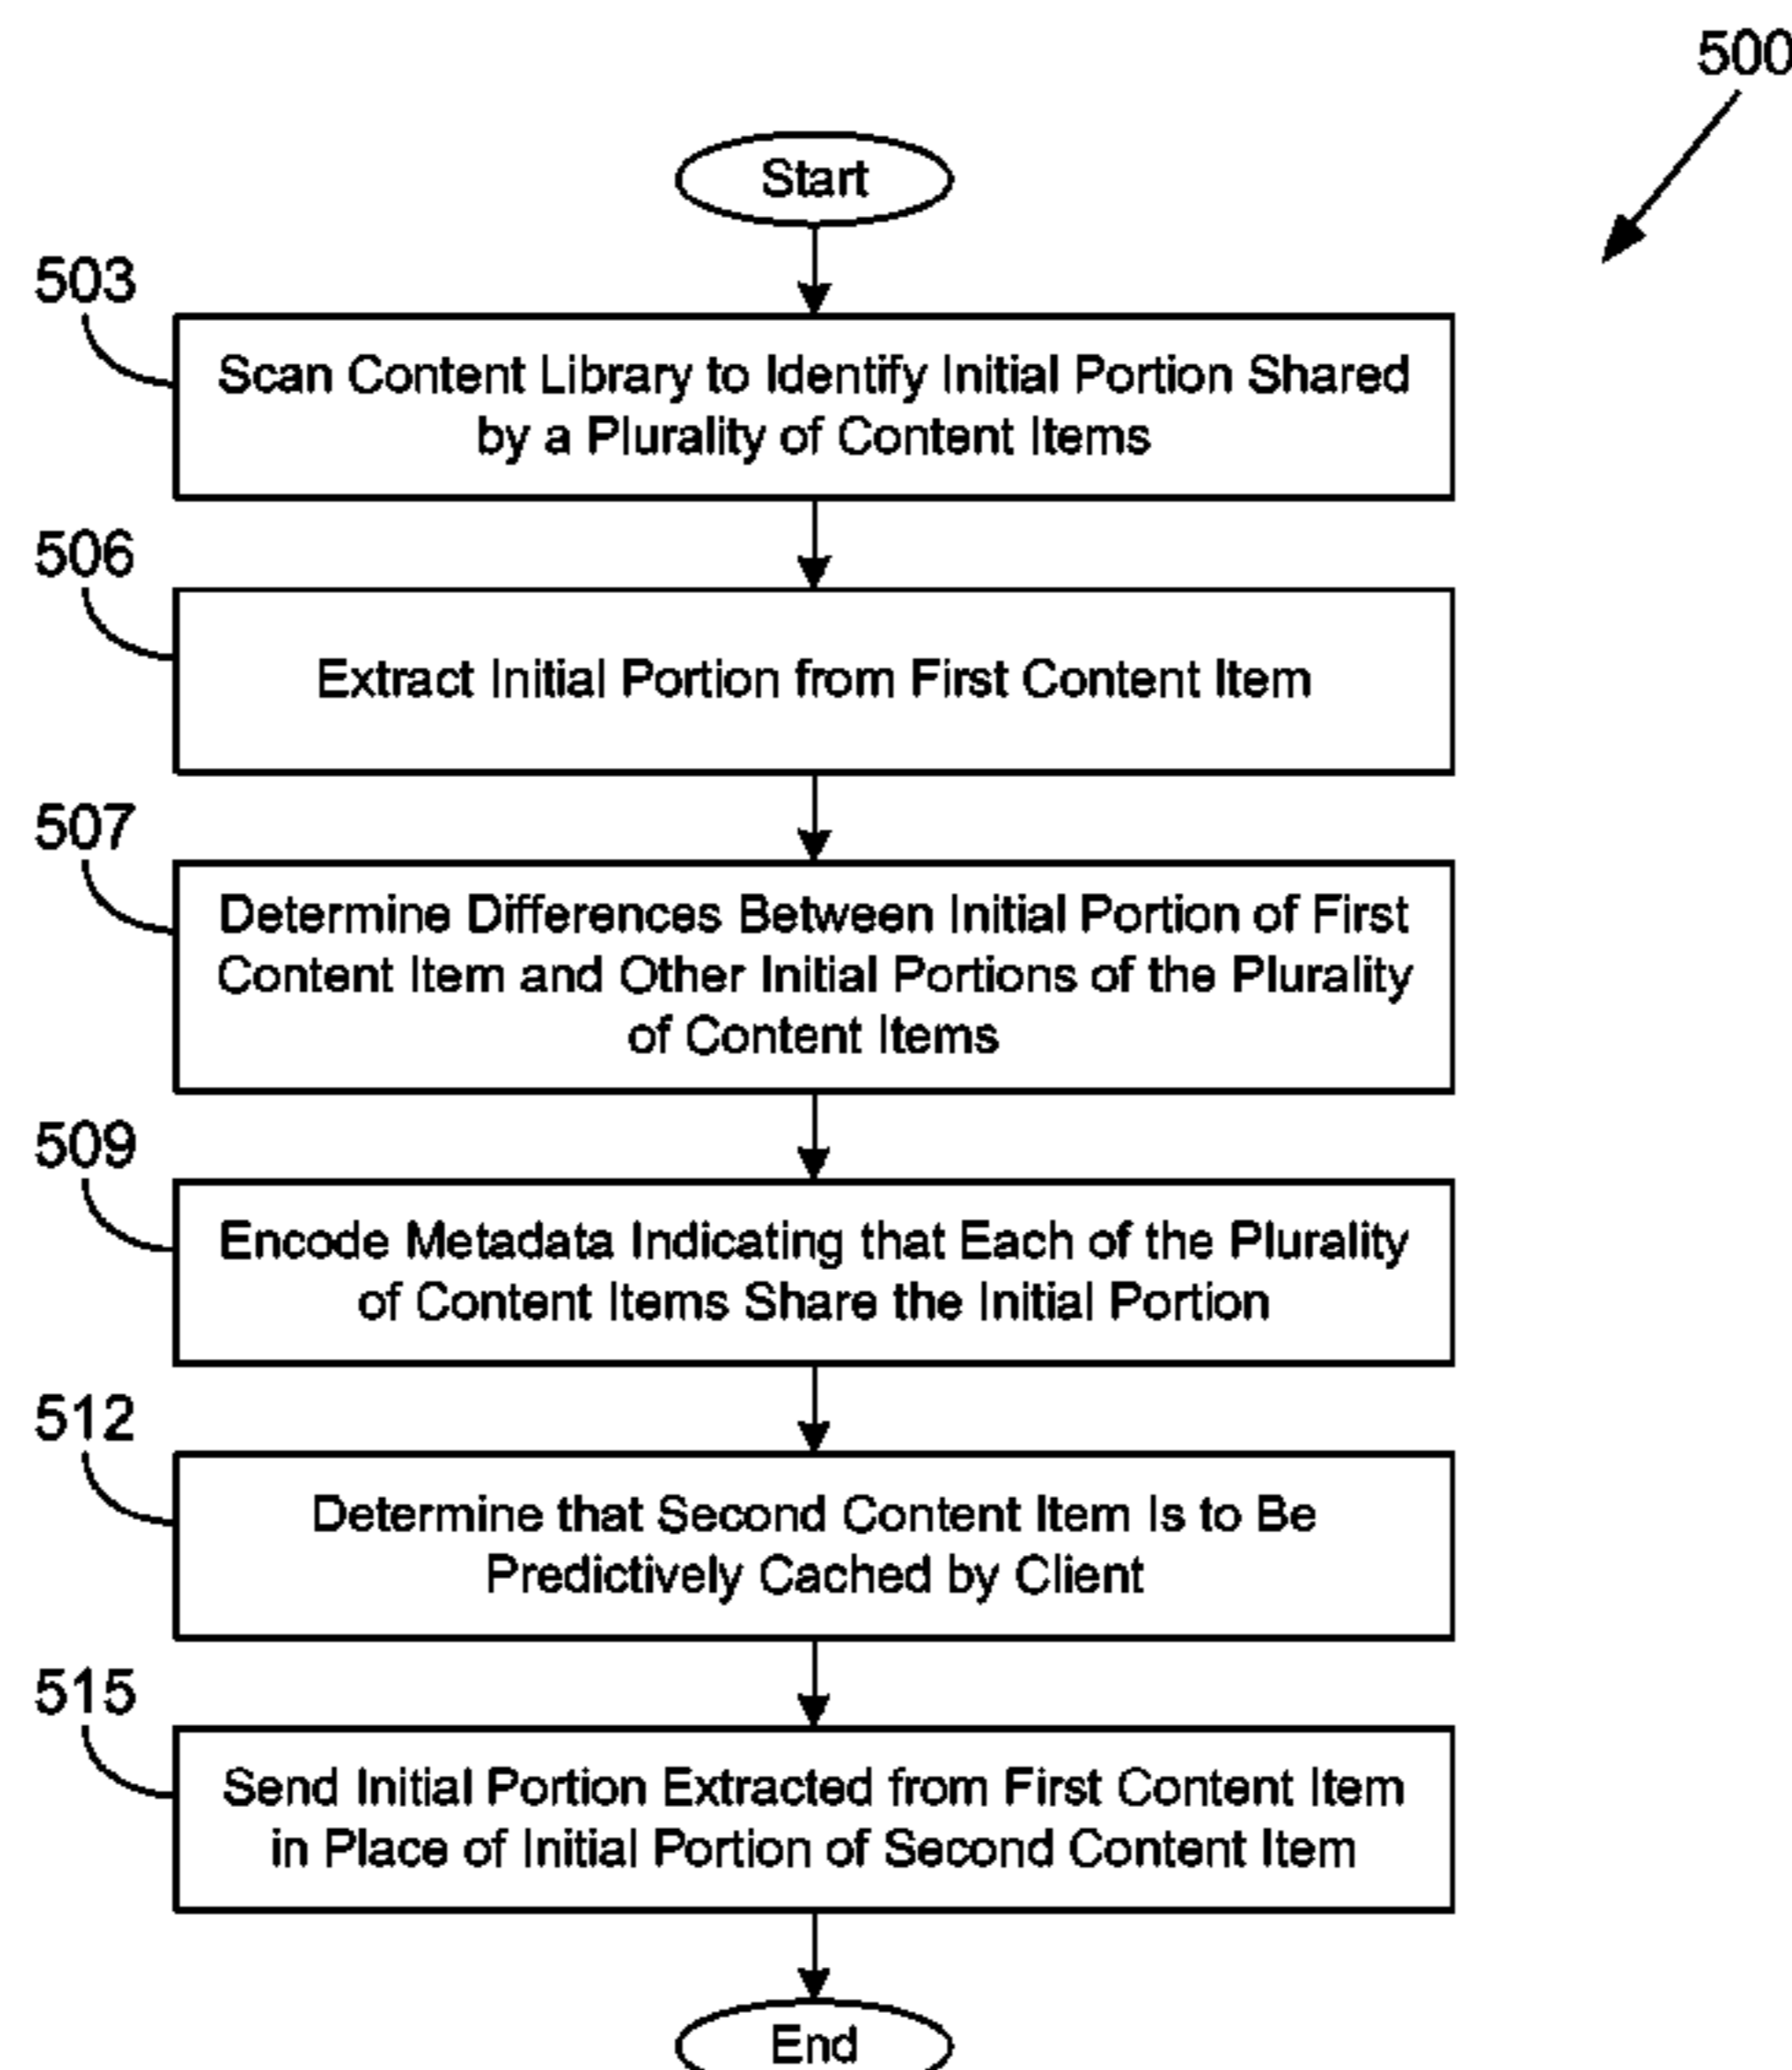 500
Start
503
Scan Content Library to Identify Initial Portion Shared
by a Plurality of Content Items
506
Extract Initial Portion from First Content Item
507
Determine Differences Between Initial Portion of First
Content Item and Other Initial Portions of the Plurality
of Content Items
509
Encode Metadata Indicating that Each of the Plurality
of Content Items Share the Initial Portion
512
Determine that Second Content Item Is to Be
Predictively Cached by Client
515
Send Initial Portion Extracted from First Content Item
in Place of Initial Portion of Second Content Item
End